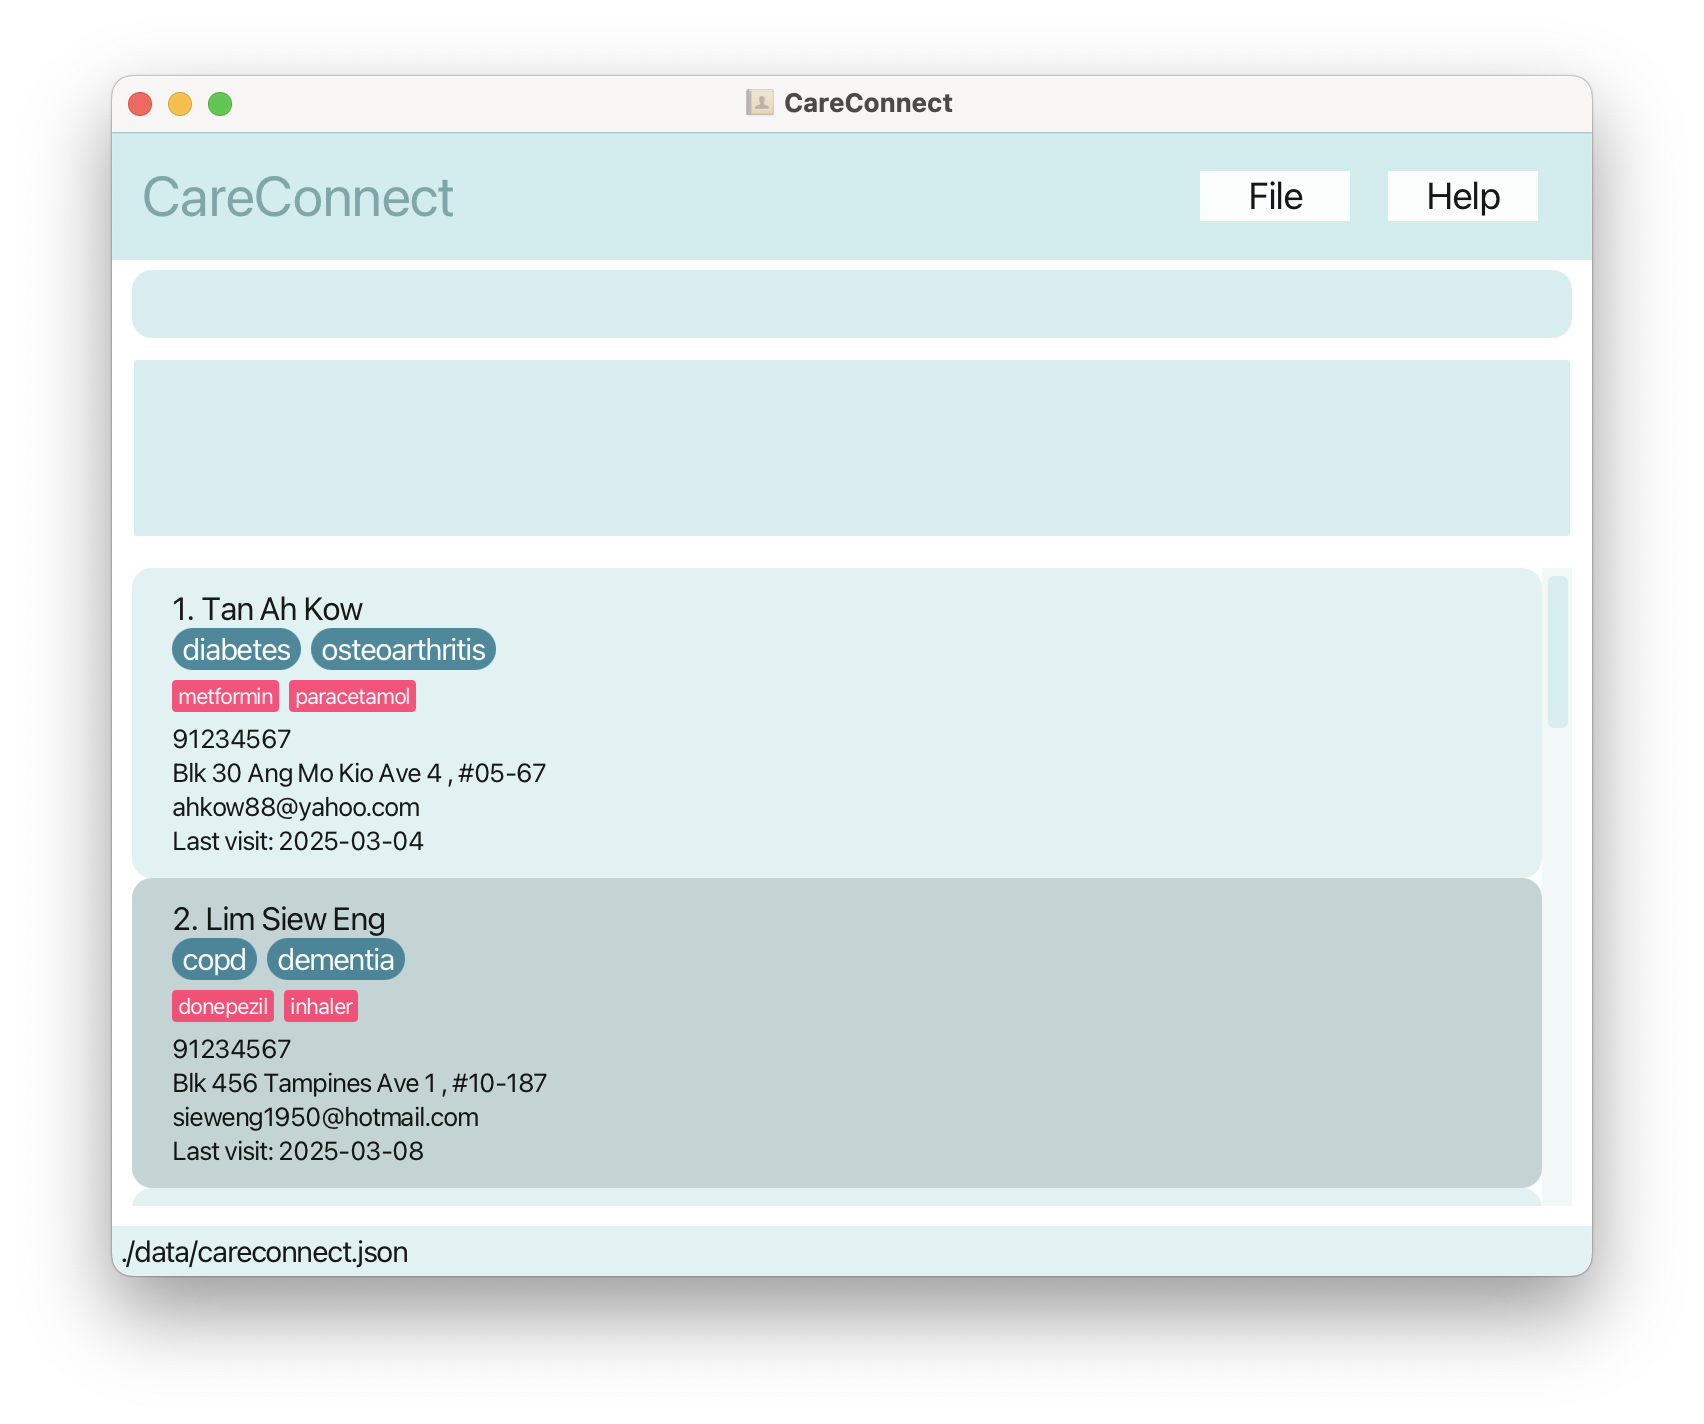 CareConnect
CareConnect
File Help
1. Tan Ah Kow
diabetes osteoarthritis
metformin paracetamol
91234567
Blk 30 Ang Mo Kio Ave 4 , #05-67
ahkow88@yahoo.com
Last visit: 2025-03-04
2. Lim Siew Eng
copd dementia
donepezil inhaler
91234567
Blk 456 Tampines Ave 1 , #10-187
sieweng1950@hotmail.com
Last visit: 2025-03-08
./data/careconnect.json